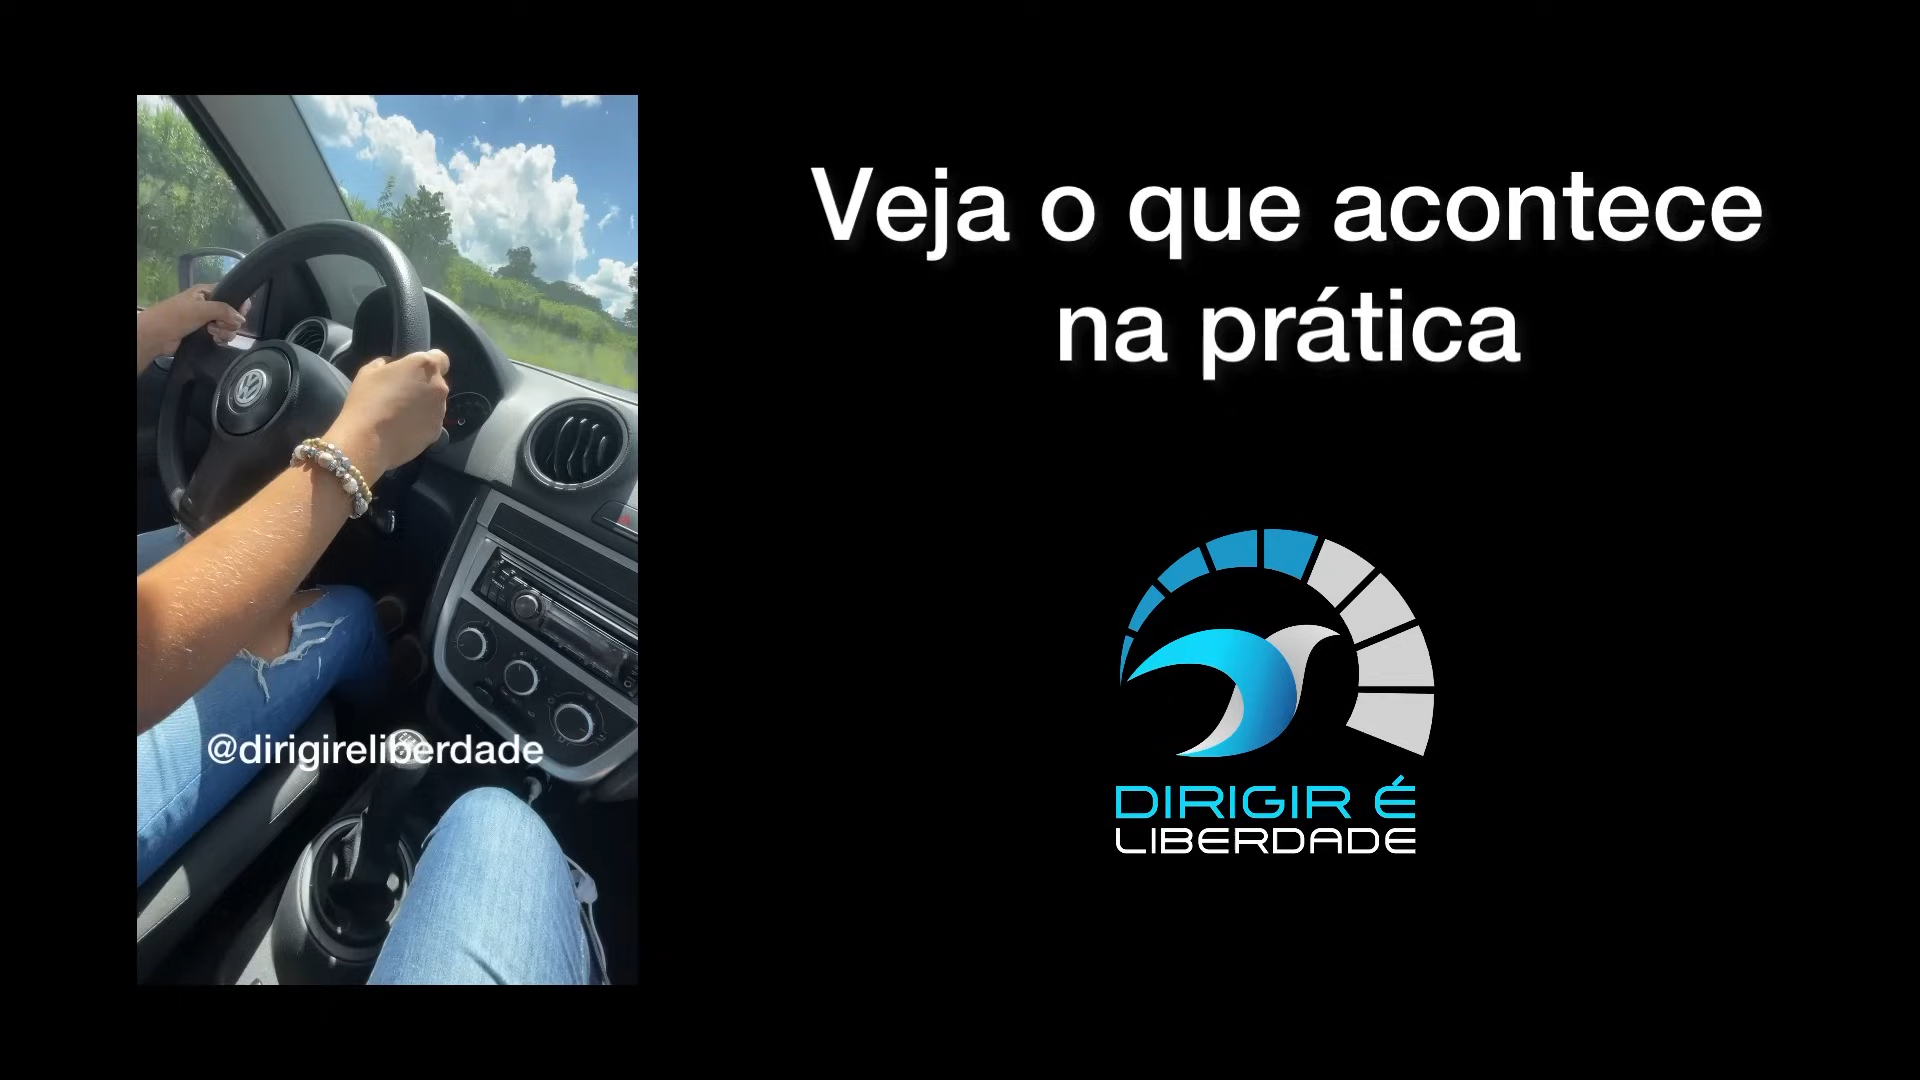 Veja o que acontece
na prática
@dirigireliberdade
DIRIGIR É
LIBERDADE